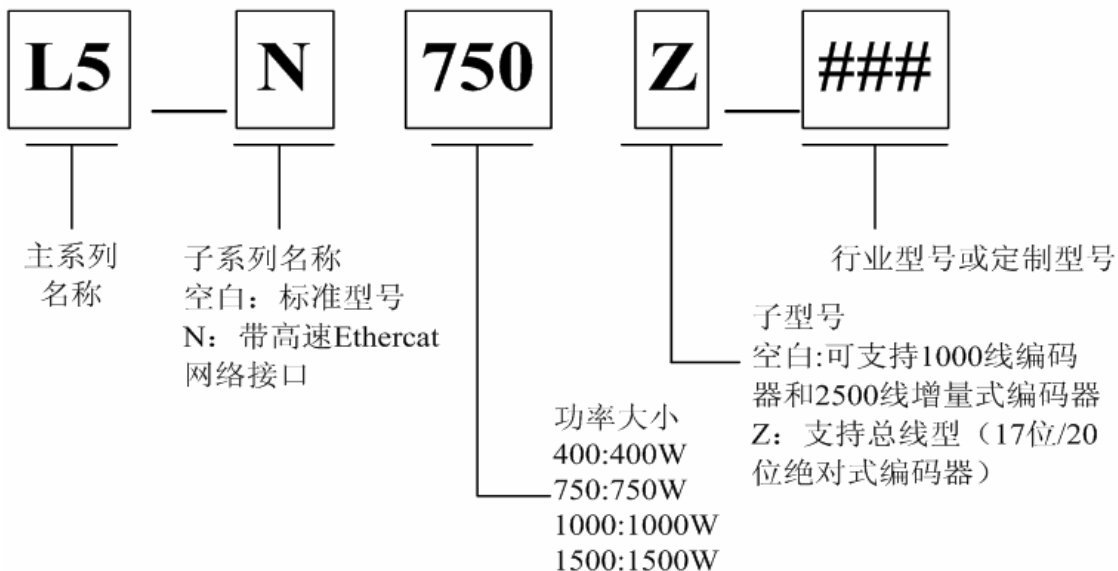 L5 N 750 Z ###
主系列
名称
子系列名称
空白：标准型号
N：带高速Ethercat
网络接口
功率大小
400:400W
750:750W
1000:1000W
1500:1500W
行业型号或定制型号
子型号
空白:可支持1000线编码
器和2500线增量式编码器
Z：支持总线型（17位/20
位绝对式编码器）